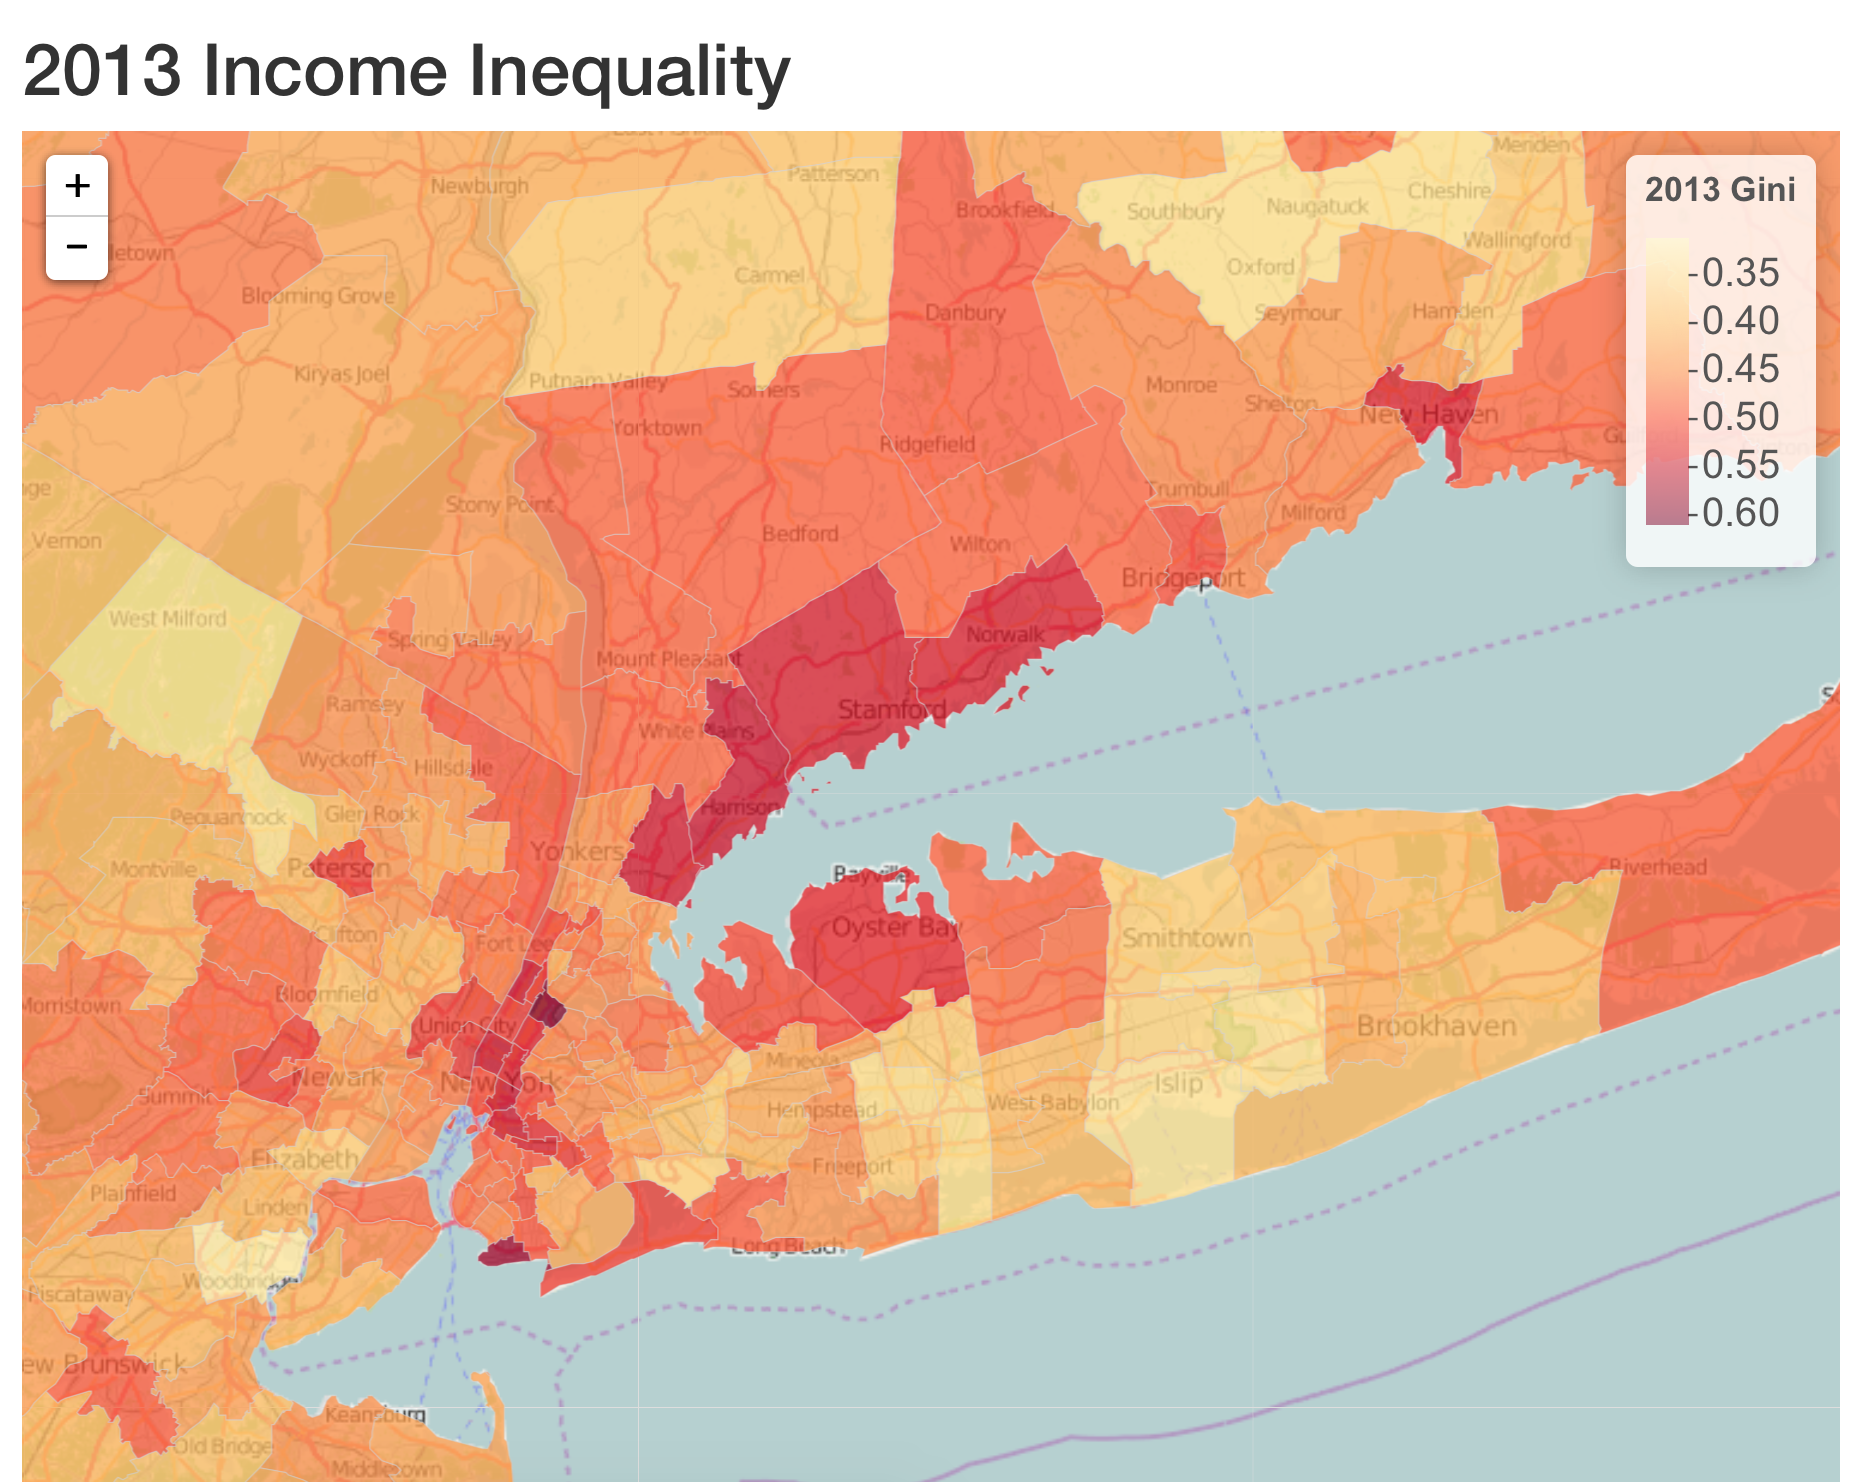 2013 Income Inequality
+
−
2013 Gini
0.35
0.40
0.45
0.50
0.55
0.60
Meriden
Patterson
Newburgh
Cheshire
Brookfield
Southbury
Naugatuck
Wallingford
letown
Carmel
Oxford
Blooming Grove
Danbury
Seymour
Hamden
Kiryas Joel
Putnam Valley
Somers
Monroe
Shelton
New Haven
Yorktown
Ridgefield
Trumbull
Stony Point
Milford
Vernon
Bedford
Wilton
Bridgeport
West Milford
Spring Valley
Norwalk
Mount Pleasant
Ramsey
Stamford
White Plains
Wyckoff
Hillsdale
Harrison
Pequannock
Glen Rock
Yonkers
Montville
Paterson
Bayville
Riverhead
Oyster Bay
Clifton
Fort Lee
Smithtown
Bloomfield
Morristown
Union City
Brookhaven
Mineola
Newark
New York
Islip
Summit
Hempstead
West Babylon
Elizabeth
Freeport
Plainfield
Linden
Long Beach
Woodbridge
Piscataway
ew Brunswick
Keansburg
Old Bridge
Middletown